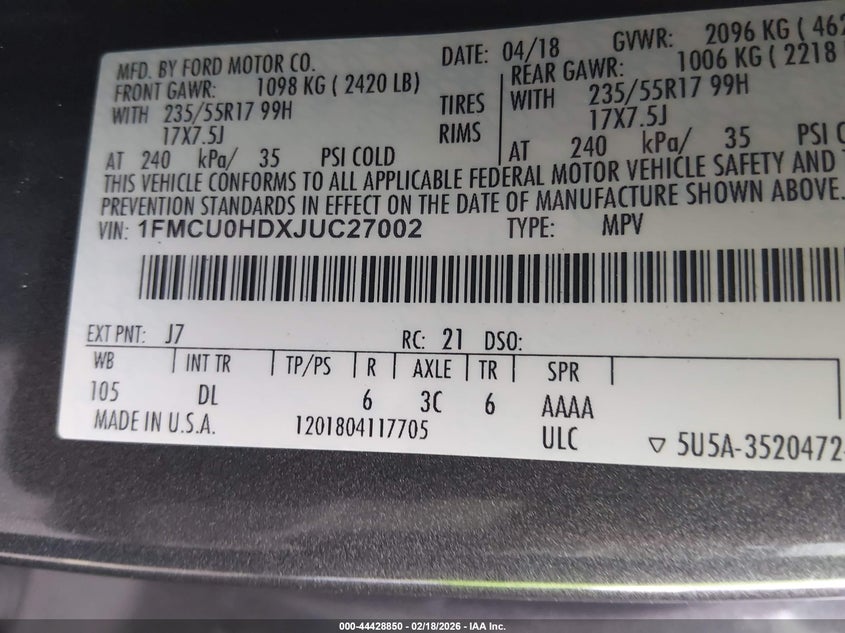 MFD. BY FORD MOTOR CO. DATE: 04/18 GVWR: 2096 KG ( 462
FRONT GAWR: 1098 KG ( 2420 LB) REAR GAWR: 1006 KG ( 2218
WITH 235/55R17 99H TIRES WITH 235/55R17 99H
17X7.5J RIMS 17X7.5J
AT 240 kPa/ 35 PSI COLD AT 240 kPa/ 35 PSI
THIS VEHICLE CONFORMS TO ALL APPLICABLE FEDERAL MOTOR VEHICLE SAFETY AND
PREVENTION STANDARDS IN EFFECT ON THE DATE OF MANUFACTURE SHOWN ABOVE.
VIN: 1FMCU0HDXJUC27002 TYPE: MPV
EXT PNT: J7 RC: 21 DSO:
WB INT TR TP/PS R AXLE TR SPR
105 DL 6 3C 6 AAAA
MADE IN U.S.A. 1201804117705 ULC ▽ 5U5A-3520472-
000-44428850 - 02/18/2026 - IAA Inc.